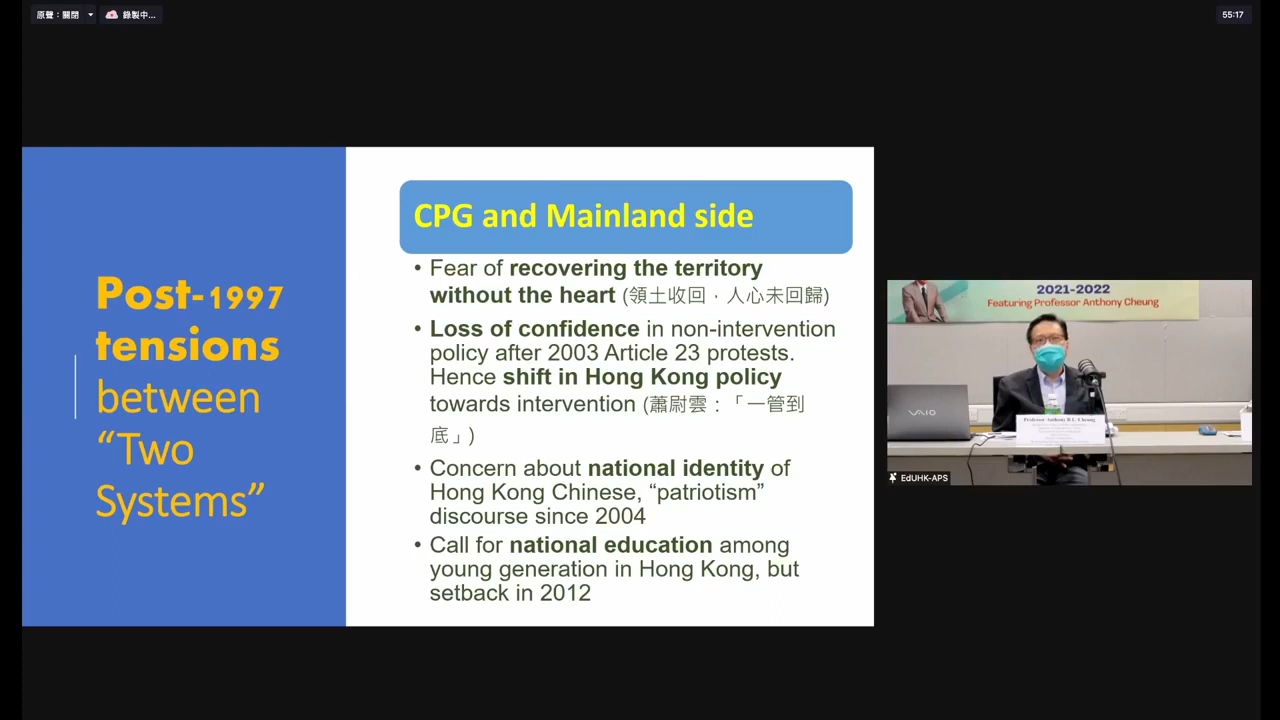 原聲：關閉
錄製中...
55:17
Post-1997
tensions
between
“Two
Systems”
CPG and Mainland side
• Fear of recovering the territory
without the heart (領土收回，人心未回歸)
• Loss of confidence in non-intervention
policy after 2003 Article 23 protests.
Hence shift in Hong Kong policy
towards intervention (蕭尉雲：「一管到
底」)
• Concern about national identity of
Hong Kong Chinese, “patriotism”
discourse since 2004
• Call for national education among
young generation in Hong Kong, but
setback in 2012
2021-2022
Featuring Professor Anthony Cheung
VAIO
Professor Anthony B.L. Cheung
EdUHK-APS